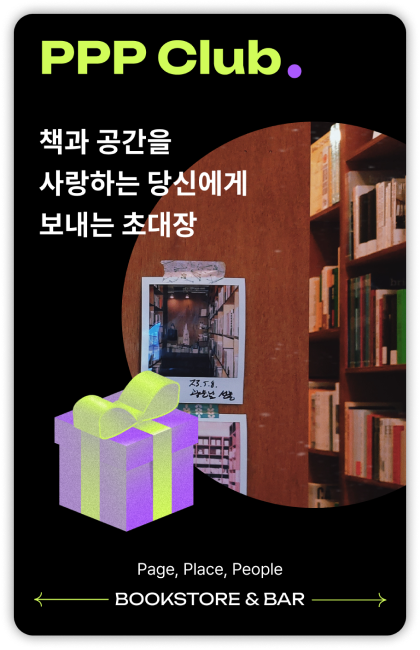 PPP Club.
책과 공간을
사랑하는 당신에게
보내는 초대장
23.5.8.
Page, Place, People
BOOKSTORE & BAR